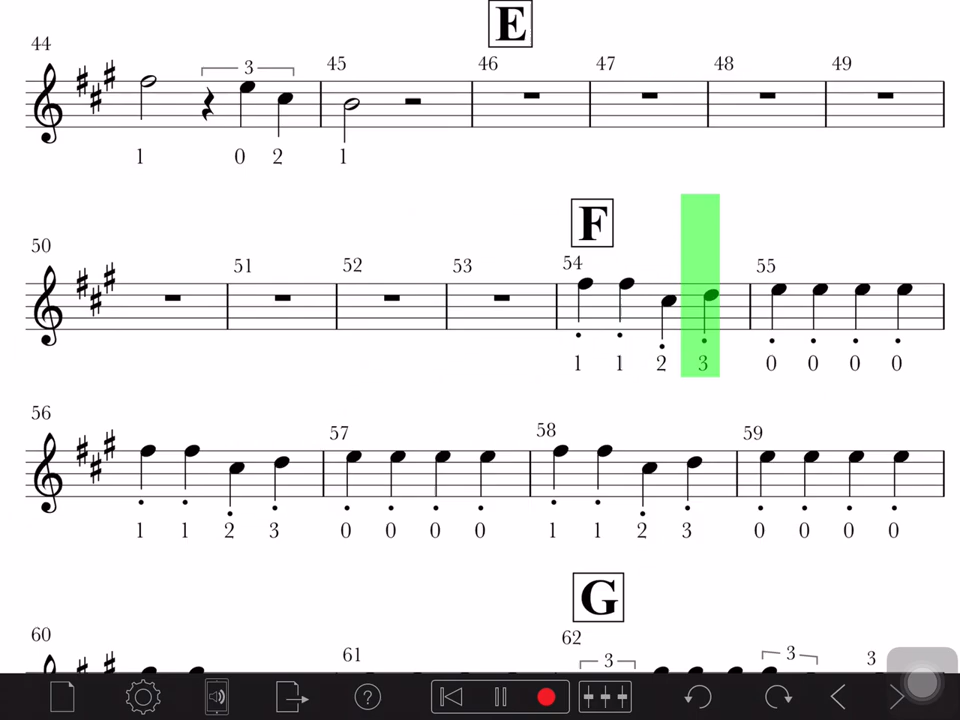 E
44 3 45 46 47 48 49
1 0 2 1
F
50 51 52 53 54 55
1 1 2 3 0 0 0 0
56 57 58 59
1 1 2 3 0 0 0 0 1 1 2 3 0 0 0 0
G
60 61 62 3 3 3
?